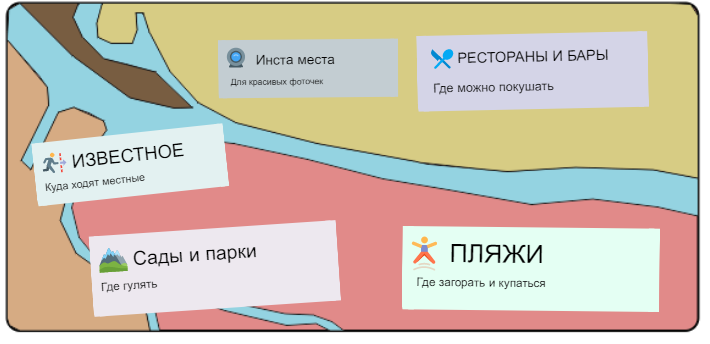 Инста места
Для красивых фоточек
РЕСТОРАНЫ И БАРЫ
Где можно покушать
ИЗВЕСТНОЕ
Куда ходят местные
Сады и парки
Где гулять
ПЛЯЖИ
Где загорать и купаться